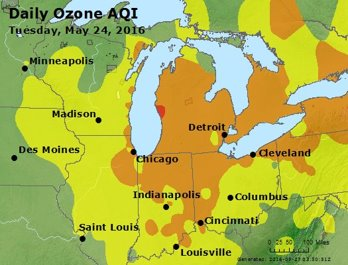 Daily Ozone AQI
Tuesday, May 24, 2016
Minneapolis
Madison
Detroit
Des Moines
Chicago
Cleveland
Indianapolis
Columbus
Cincinnati
Saint Louis
Louisville
0 25 50 100 Miles